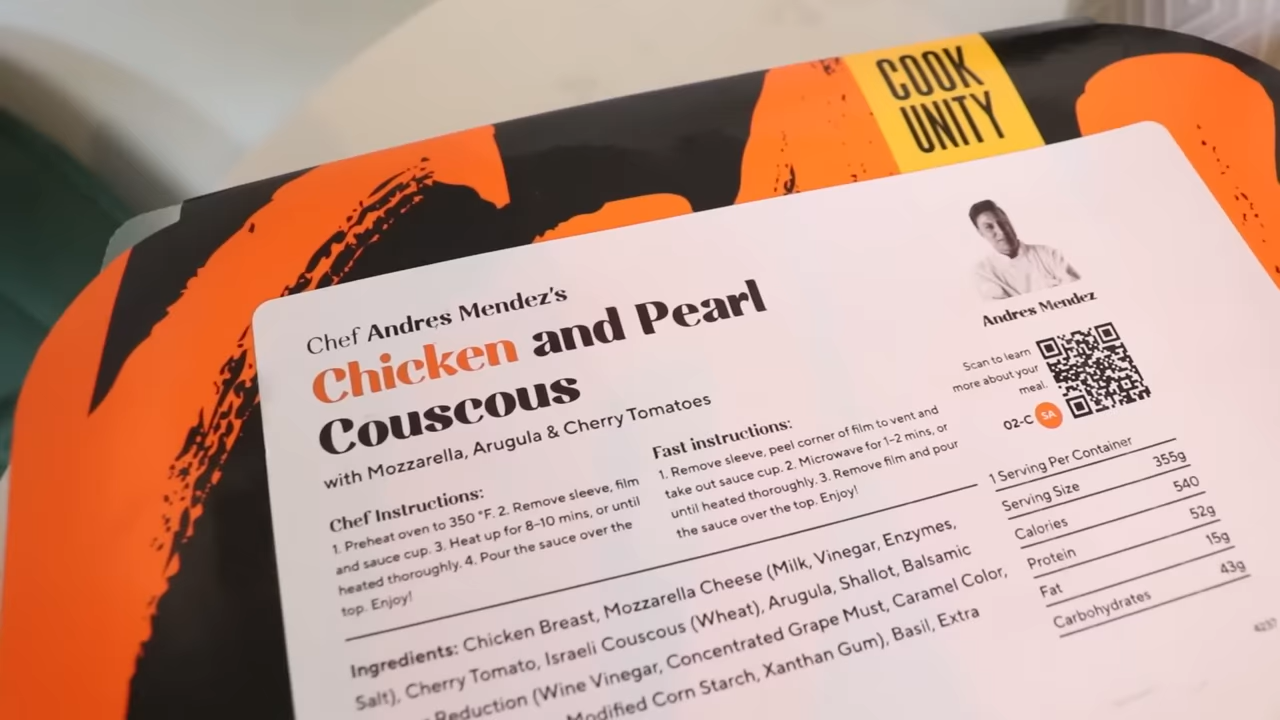 COOK
UNITY
Chef Andres Mendez's
Chicken and Pearl
Couscous
with Mozzarella, Arugula & Cherry Tomatoes
Chef Instructions:
1. Preheat oven to 350 °F. 2. Remove sleeve, film
and sauce cup. 3. Heat up for 8-10 mins, or until
heated thoroughly. 4. Pour the sauce over the
top. Enjoy!
Fast instructions:
1. Remove sleeve, peel corner of film to vent and
take out sauce cup. 2. Microwave for 1-2 mins, or
until heated thoroughly. 3. Remove film and pour
the sauce over the top. Enjoy!
Ingredients: Chicken Breast, Mozzarella Cheese (Milk, Vinegar, Enzymes,
Salt), Cherry Tomato, Israeli Couscous (Wheat), Arugula, Shallot, Balsamic
Reduction (Wine Vinegar, Concentrated Grape Must, Caramel Color,
Modified Corn Starch, Xanthan Gum), Basil, Extra
Andres Mendez
Scan to learn
more about your
meal.
02-C SA
1 Serving Per Container
Serving Size 355g
Calories 540
Protein 52g
Fat 15g
Carbohydrates 43g